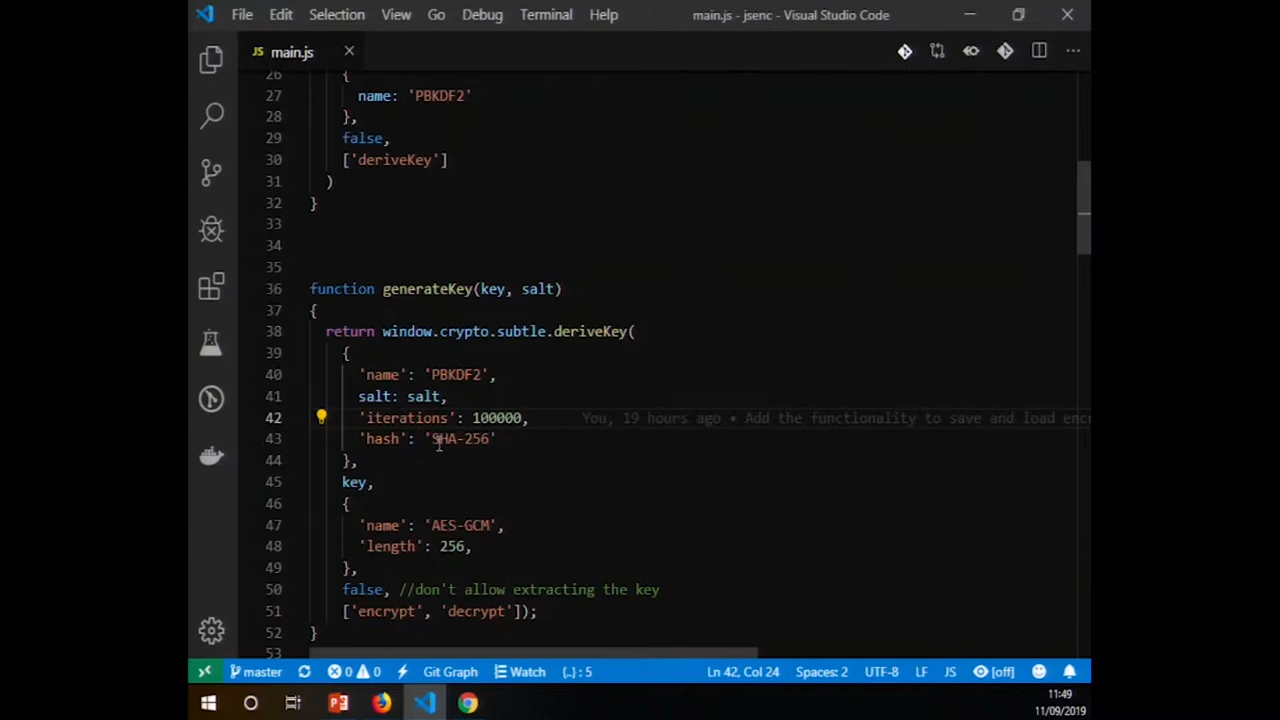 File Edit Selection View Go Debug Terminal Help main.js - jsenc - Visual Studio Code
JS main.js
26 {
27 name: 'PBKDF2'
28 },
29 false,
30 ['deriveKey']
31 )
32 }
33
34
35
36 function generateKey(key, salt)
37 {
38 return window.crypto.subtle.deriveKey(
39 {
40 'name': 'PBKDF2',
41 salt: salt,
42 'iterations': 100000, You, 19 hours ago • Add the functionality to save and load enc
43 'hash': 'SHA-256'
44 },
45 key,
46 {
47 'name': 'AES-GCM',
48 'length': 256,
49 },
50 false, //don't allow extracting the key
51 ['encrypt', 'decrypt']);
52 }
53
master 0 0 Git Graph Watch {..} : 5 Ln 42, Col 24 Spaces: 2 UTF-8 LF JS [off]
11:49
11/09/2019